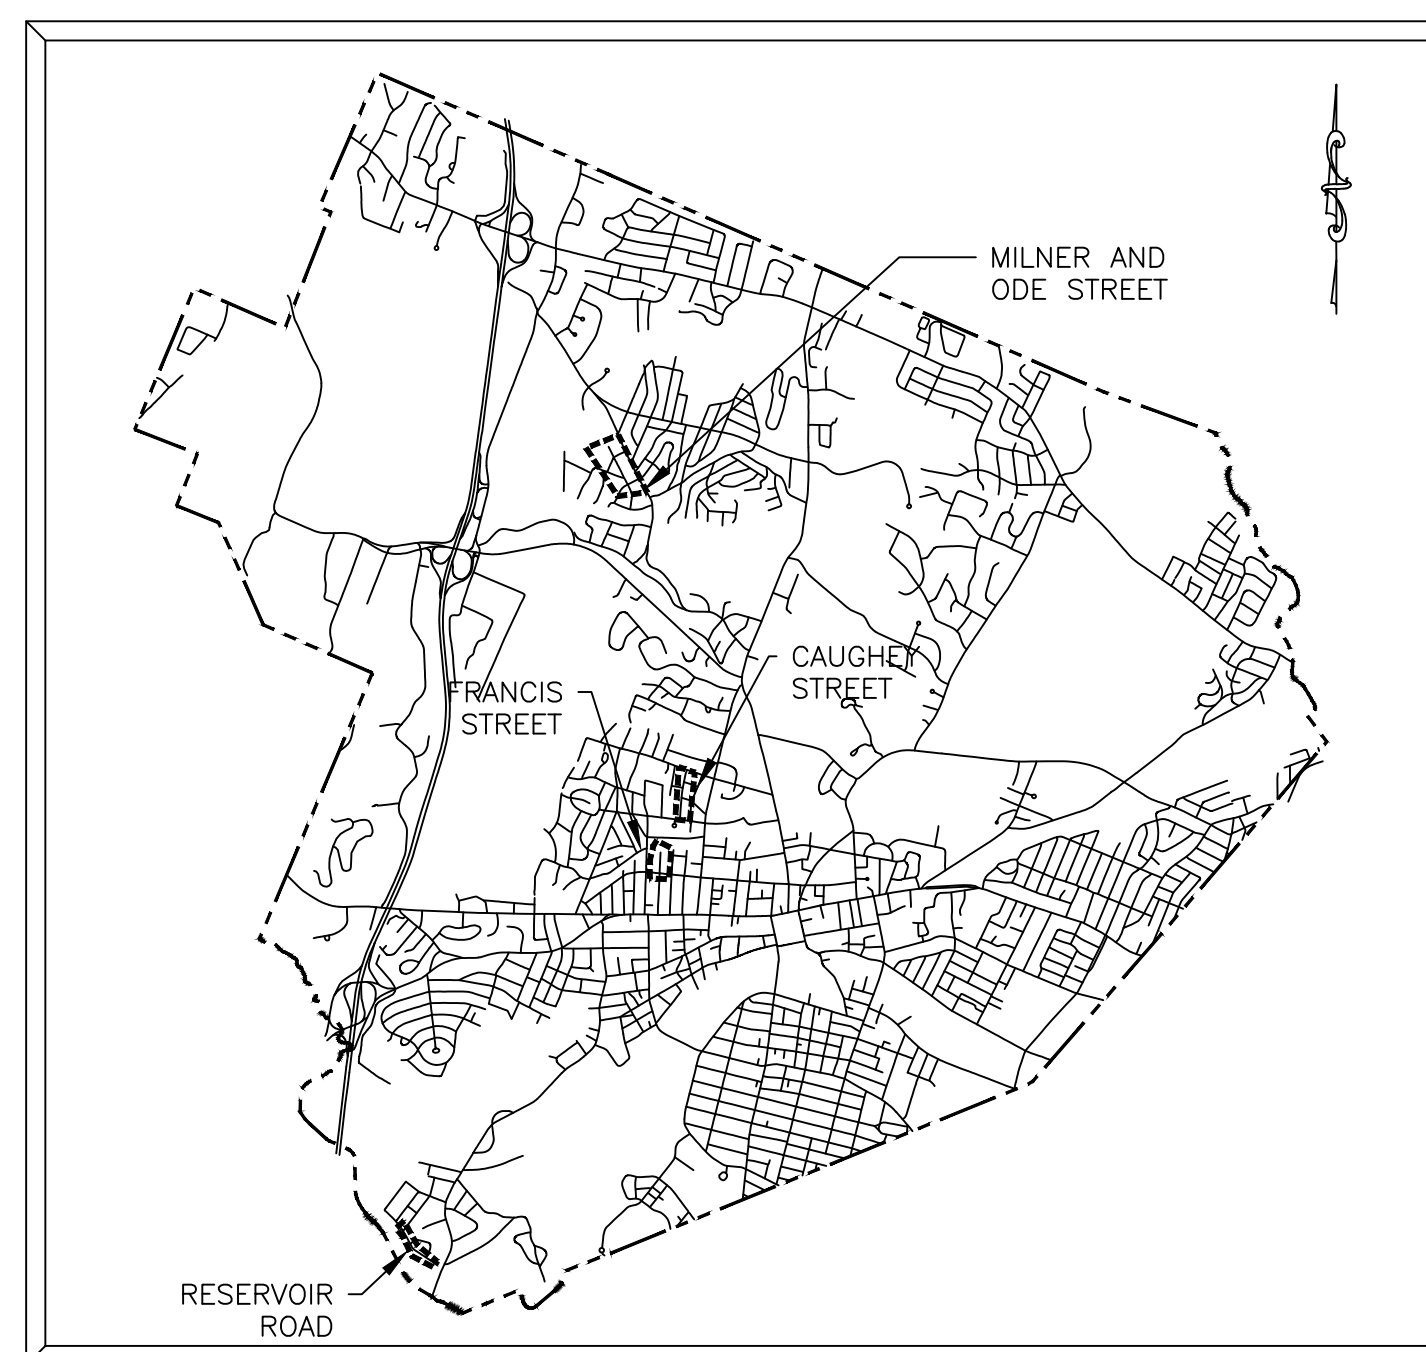 MILNER AND
ODE STREET
CAUGHEY
STREET
FRANCIS
STREET
RESERVOIR
ROAD